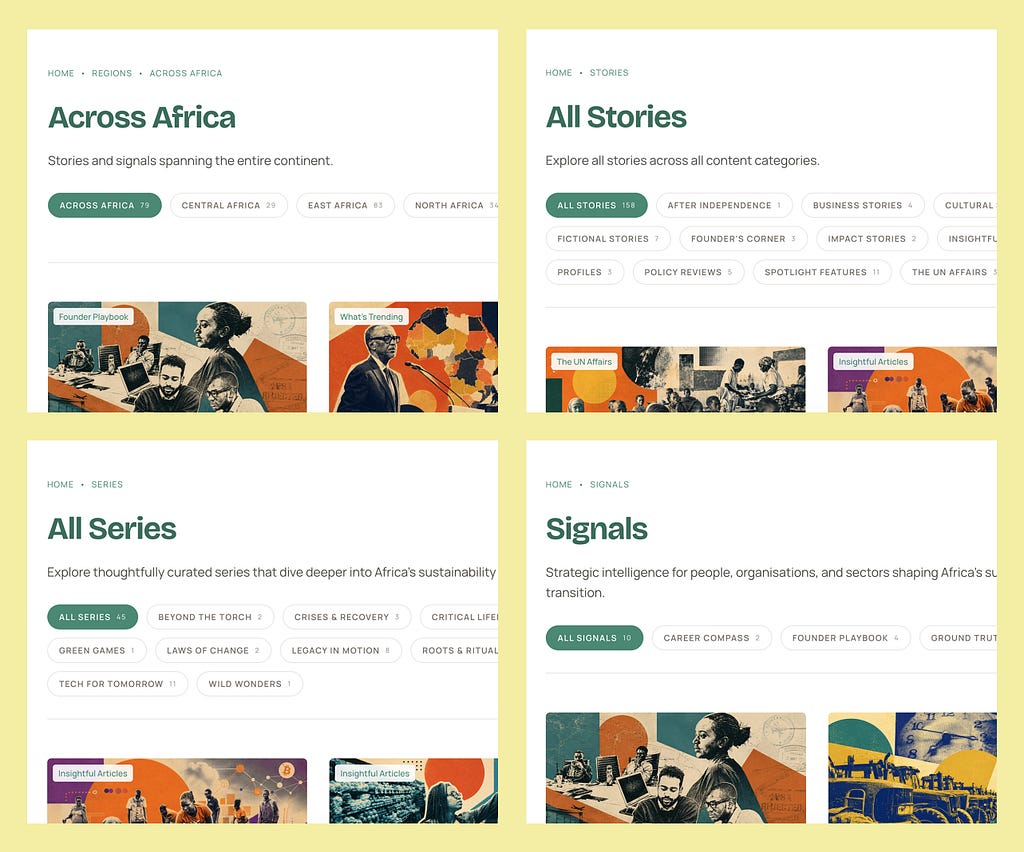 HOME • REGIONS • ACROSS AFRICA
Across Africa
Stories and signals spanning the entire continent.
ACROSS AFRICA 79 CENTRAL AFRICA 29 EAST AFRICA 83 NORTH AFRICA 34
Founder Playbook What's Trending
HOME • STORIES
All Stories
Explore all stories across all content categories.
ALL STORIES 158 AFTER INDEPENDENCE 1 BUSINESS STORIES 4 CULTURAL
FICTIONAL STORIES 7 FOUNDER'S CORNER 3 IMPACT STORIES 2
PROFILES 3 POLICY REVIEWS 5 SPOTLIGHT FEATURES 11 THE UN AFFAIRS
The UN Affairs Insightful Articles
HOME • SERIES
All Series
Explore thoughtfully curated series that dive deeper into Africa's sustainability
ALL SERIES 45 BEYOND THE TORCH 2 CRISES & RECOVERY 3 CRITICAL
GREEN GAMES 1 LAWS OF CHANGE 2 LEGACY IN MOTION 8 ROOTS &
TECH FOR TOMORROW 11 WILD WONDERS 1
Insightful Articles Insightful Articles
HOME • SIGNALS
Signals
Strategic intelligence for people, organisations, and sectors shaping Africa's
transition.
ALL SIGNALS 10 CAREER COMPASS 2 FOUNDER PLAYBOOK 4 GROUND